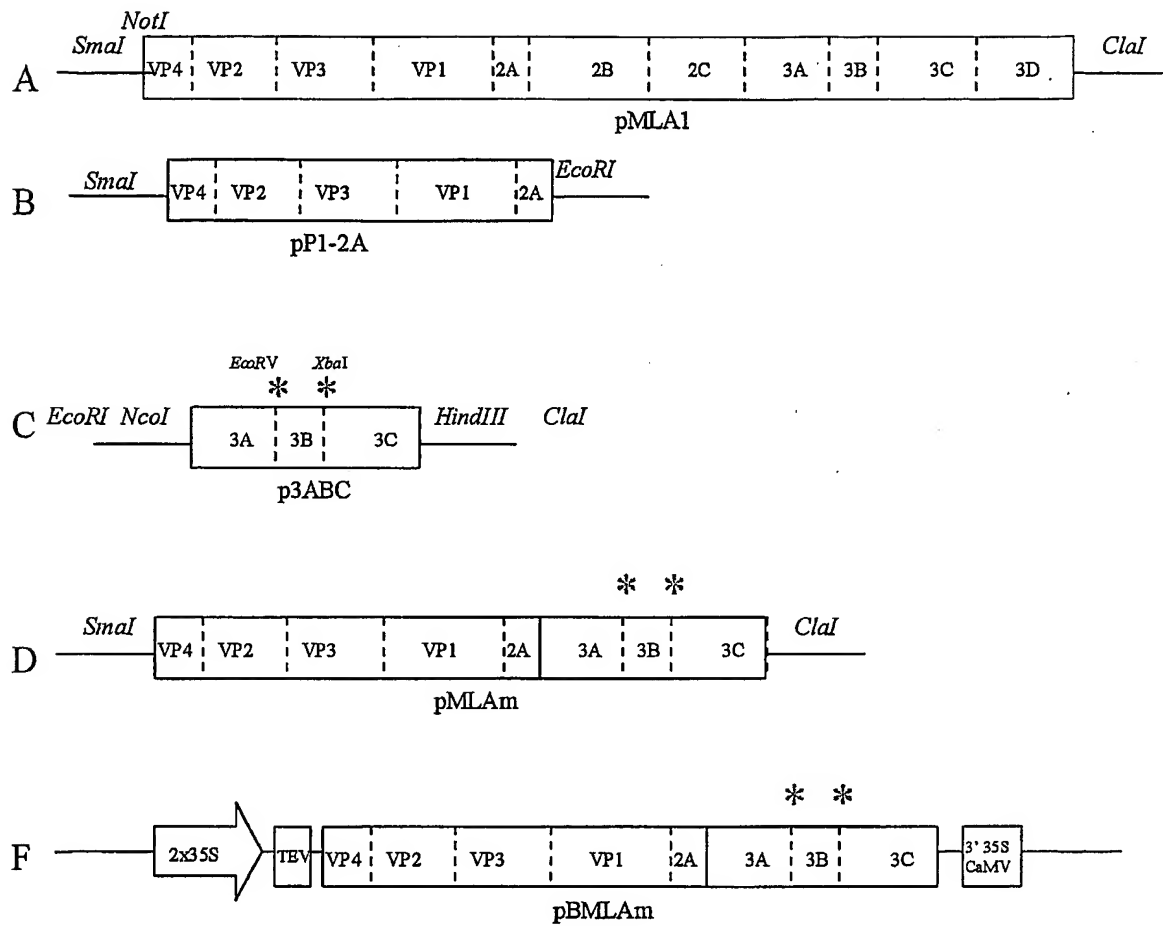 NotI
SmaI ClaI
A VP4 VP2 VP3 VP1 2A 2B 2C 3A 3B 3C 3D
pMLA1
SmaI EcoRI
B VP4 VP2 VP3 VP1 2A
pP1-2A
EcoRV XbaI
* *
C EcoRI NcoI HindIII ClaI
3A 3B 3C
p3ABC
* *
SmaI ClaI
D VP4 VP2 VP3 VP1 2A 3A 3B 3C
pMLAm
* *
F 2x35S TEV VP4 VP2 VP3 VP1 2A 3A 3B 3C 3' 35S
CaMV
pBMLAm